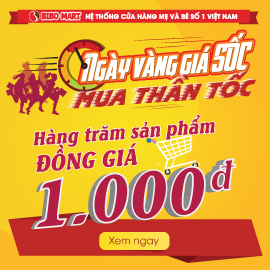 BIBO MART HỆ THỐNG CỬA HÀNG MẸ VÀ BÉ SỐ 1 VIỆT NAM
NGÀY VÀNG GIÁ SỐC
MUA THẦN TỐC
Hàng trăm sản phẩm
ĐỒNG GIÁ
1.000đ
Xem ngay